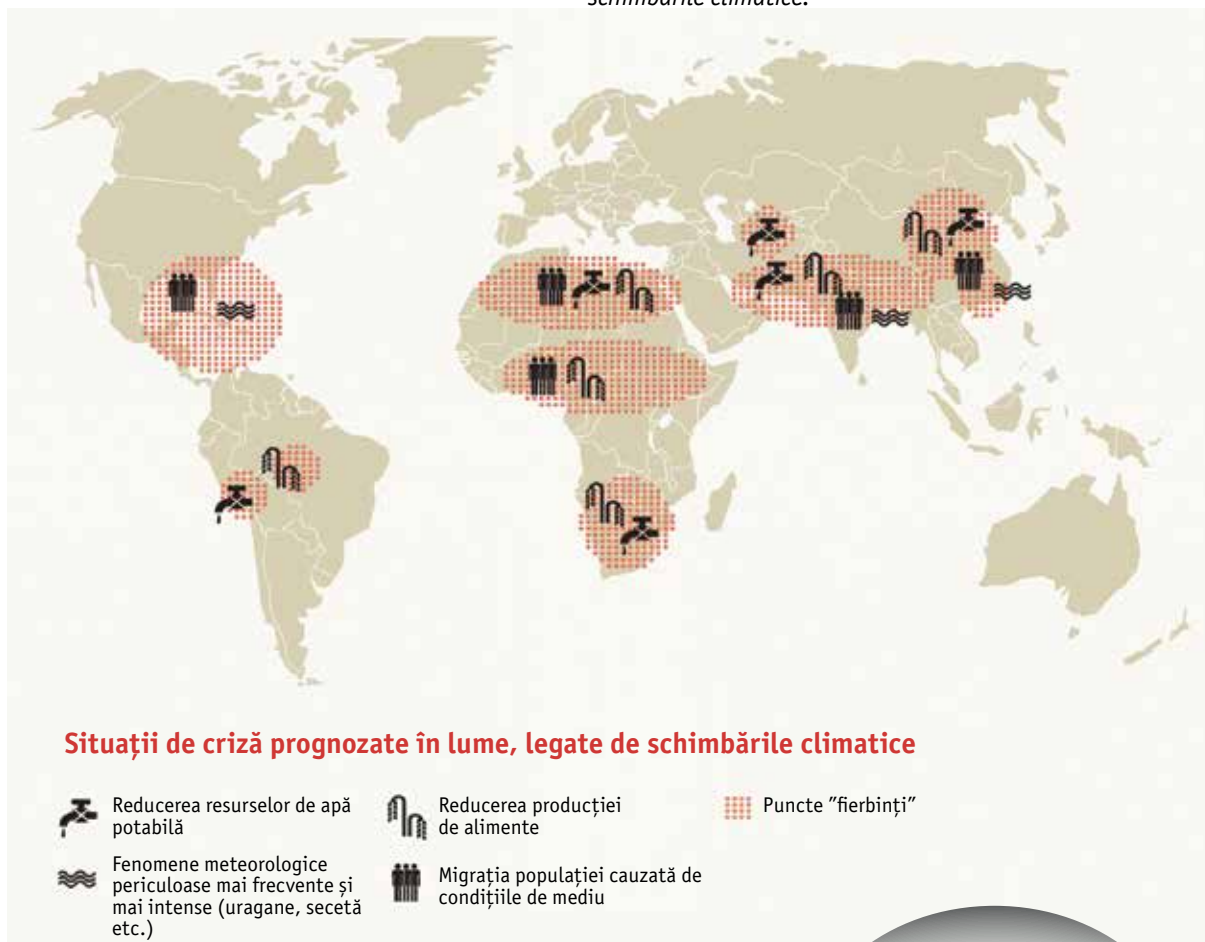 schimbările climatice.
Situații de criză prognozate în lume, legate de schimbările climatice
Reducerea resurselor de apă
potabilă
Fenomene meteorologice
periculoase mai frecvente și
mai intense (uragane, secetă
etc.)
Reducerea producției
de alimente
Migrația populației cauzată de
condițiile de mediu
Puncte ”fierbinți”